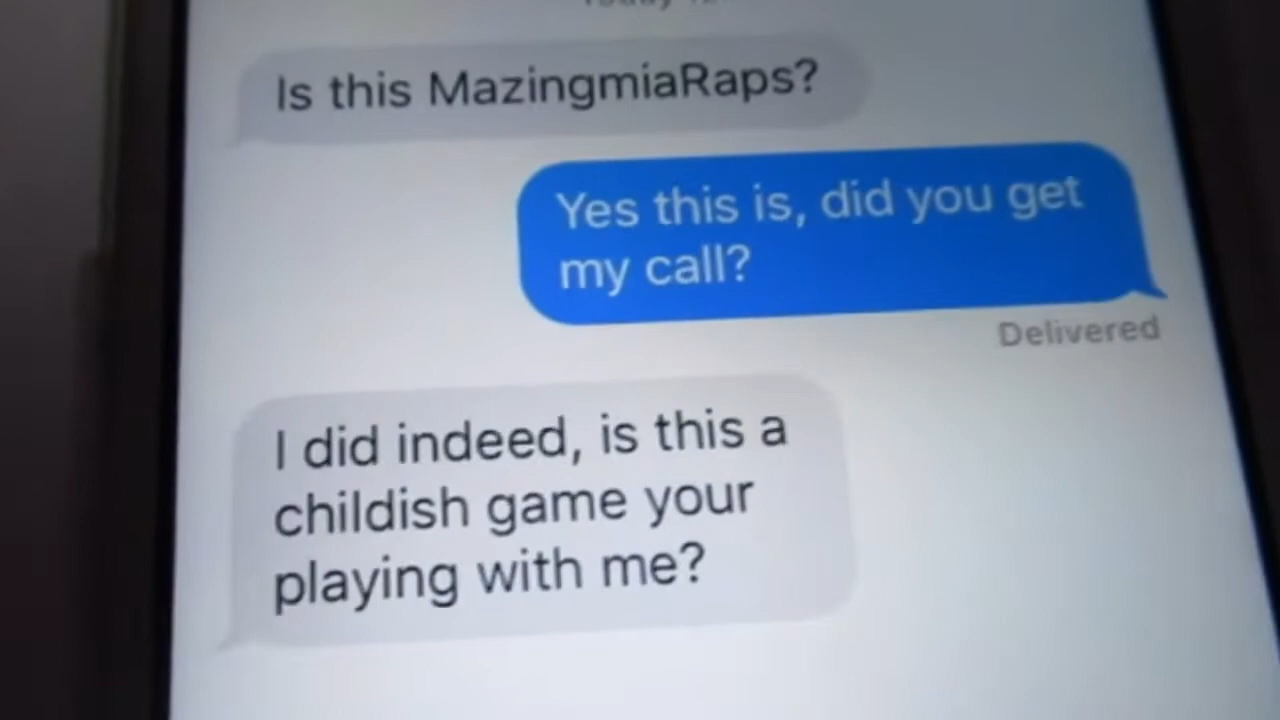 Is this MazingmiaRaps?
Yes this is, did you get
my call?
Delivered
I did indeed, is this a
childish game your
playing with me?